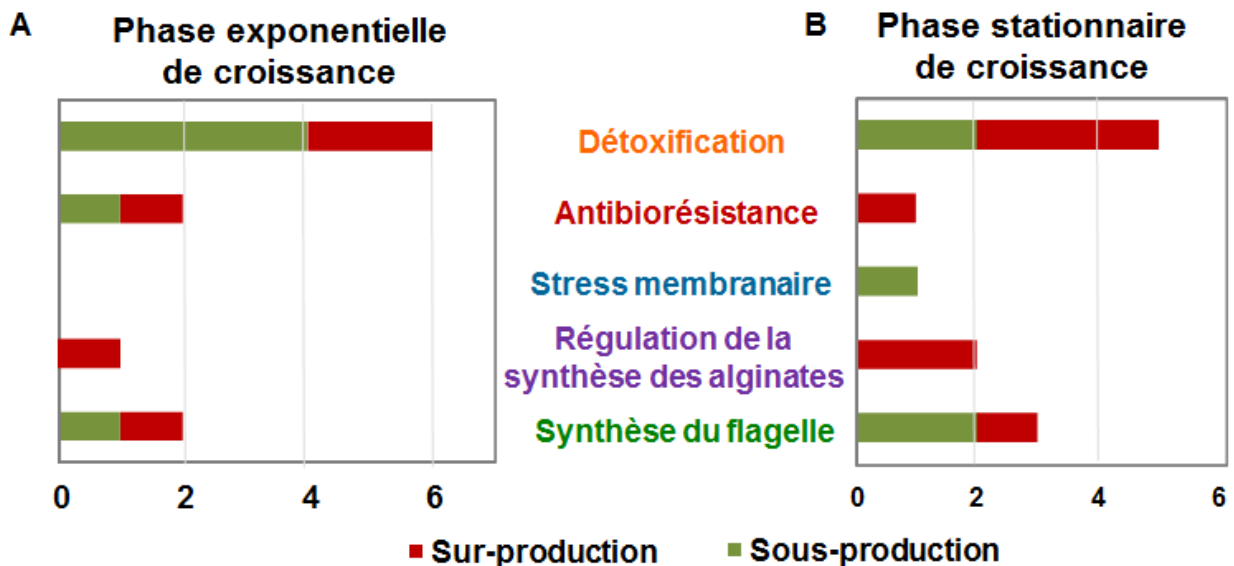 A
Phase exponentielle
de croissance
B
Phase stationnaire
de croissance
Détoxification
Antibiorésistance
Stress membranaire
Régulation de la
synthèse des alginates
Synthèse du flagelle
0 2 4 6
0 2 4 6
Sur-production
Sous-production